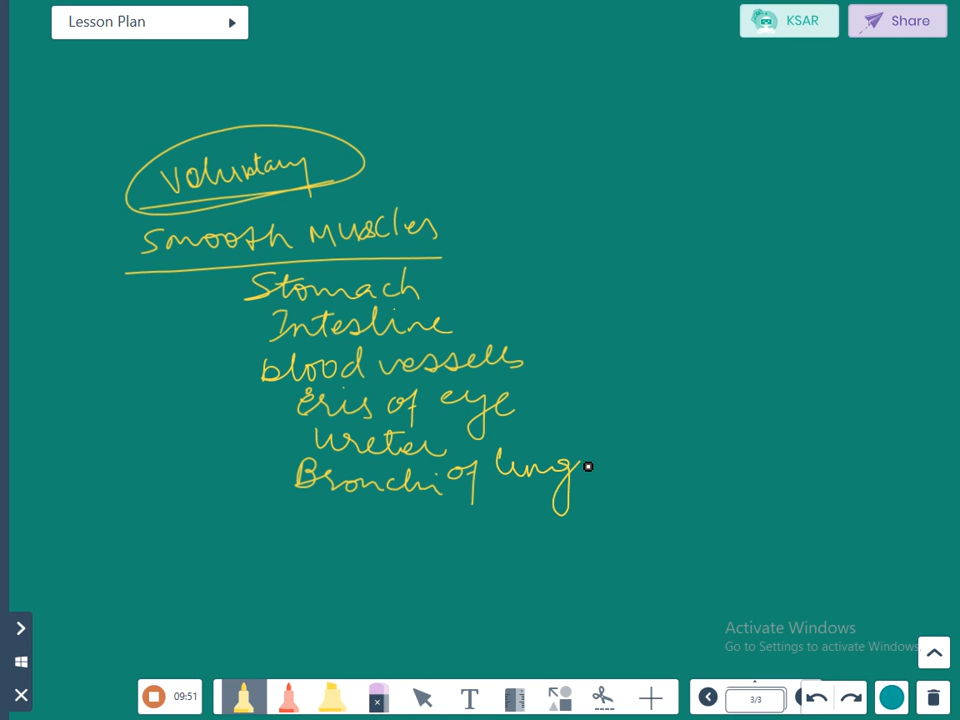 Lesson Plan
KSAR
Share
Voluntary
Smooth Muscles
Stomach
Intestine
blood vessels
Eris of eye
Ureter
Bronchi of lung
Activate Windows
Go to Settings to activate Windows.
09:51
T
3/3